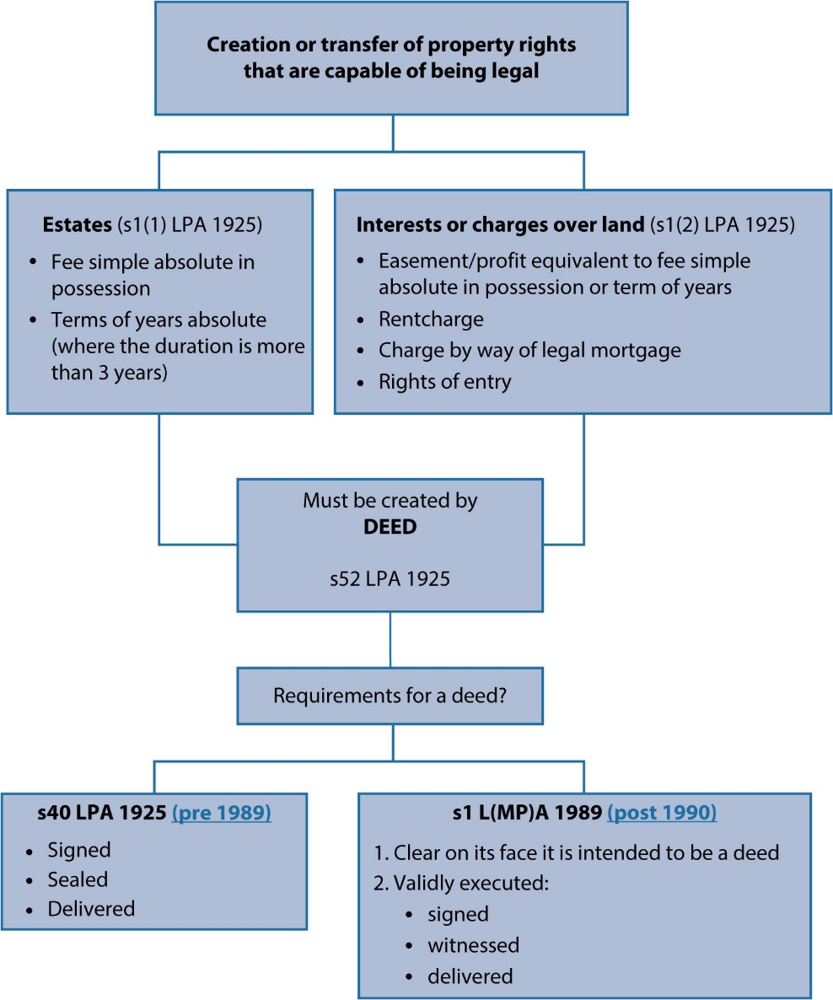 Creation or transfer of property rights
that are capable of being legal
Estates (s1(1) LPA 1925)
• Fee simple absolute in
possession
• Terms of years absolute
(where the duration is more
than 3 years)
Interests or charges over land (s1(2) LPA 1925)
• Easement/profit equivalent to fee simple
absolute in possession or term of years
• Rentcharge
• Charge by way of legal mortgage
• Rights of entry
Must be created by
DEED
s52 LPA 1925
Requirements for a deed?
s40 LPA 1925 (pre 1989)
• Signed
• Sealed
• Delivered
s1 L(MP)A 1989 (post 1990)
1. Clear on its face it is intended to be a deed
2. Validly executed:
• signed
• witnessed
• delivered